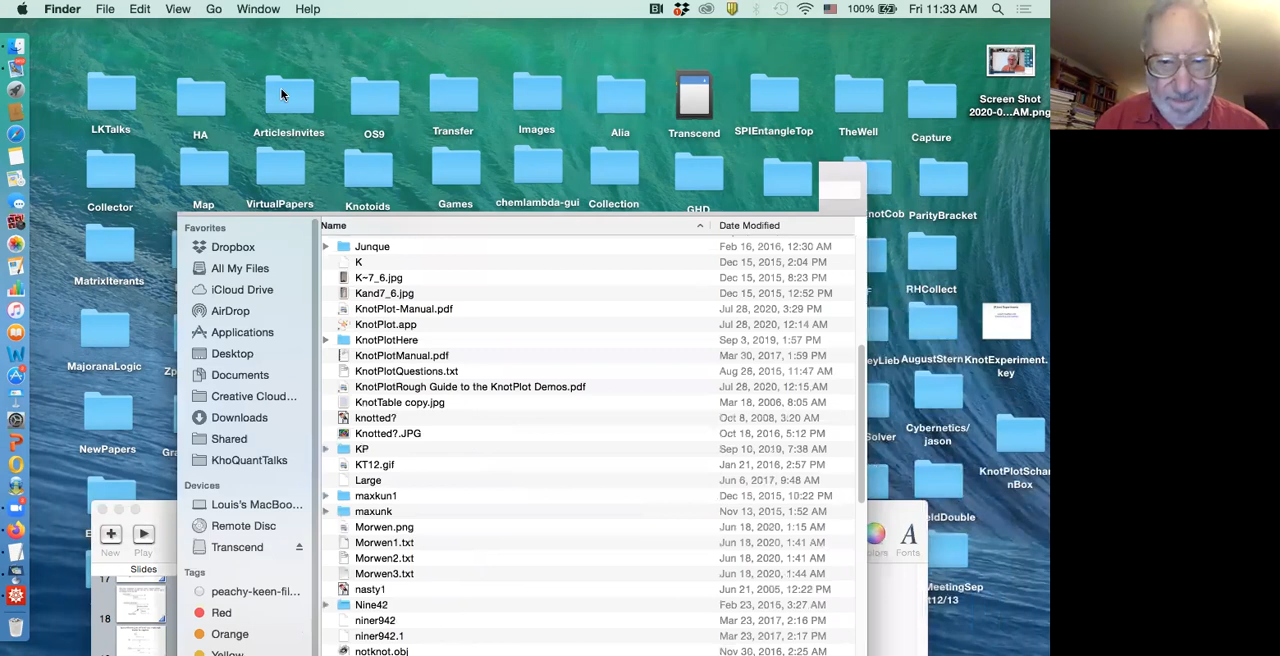 Finder File Edit View Go Window Help 100% Fri 11:33 AM
LKTalks HA ArticlesInvites OS9 Transfer Images Alia Transcend SPIEntangleTop TheWell Capture Screen Shot
2020-0...AM.png
Collector Map VirtualPapers Knotoids Games chemlambda-gui Collection GHD notCob ParityBracket
MatrixIterants
RHCollect
MajoranaLogic
eyLieb AugustStern KnotExperiment.
key
NewPapers
Solver Cybernetics/
jason
KnotPlotSchar
nBox
eldDouble
MeetingSep
t12/13
Favorites
Dropbox
All My Files
iCloud Drive
AirDrop
Applications
Desktop
Documents
Creative Cloud...
Downloads
Shared
KhoQuantTalks
Devices
Louis's MacBoo...
Remote Disc
Transcend
Tags
peachy-keen-fil...
Red
Orange
Yellow
Name Date Modified
Junque Feb 16, 2016, 12:30 AM
K Dec 15, 2015, 2:04 PM
K~7_6.jpg Dec 15, 2015, 8:23 PM
Kand7_6.jpg Dec 15, 2015, 12:52 PM
KnotPlot-Manual.pdf Jul 28, 2020, 3:29 PM
KnotPlot.app Jul 28, 2020, 12:14 AM
KnotPlotHere Sep 3, 2019, 1:57 PM
KnotPlotManual.pdf Mar 30, 2017, 1:59 PM
KnotPlotQuestions.txt Aug 28, 2015, 11:47 AM
KnotPlotRough Guide to the KnotPlot Demos.pdf Jul 28, 2020, 12:15 AM
KnotTable copy.jpg Mar 18, 2006, 8:05 AM
knotted? Oct 8, 2008, 3:20 AM
Knotted?.JPG Oct 18, 2016, 5:12 PM
KP Sep 10, 2019, 7:38 AM
KT12.gif Jan 21, 2016, 2:57 PM
Large Jun 6, 2017, 9:48 AM
maxkun1 Dec 15, 2015, 10:22 PM
maxunk Nov 13, 2015, 1:52 AM
Morwen.png Jun 18, 2020, 1:15 AM
Morwen1.txt Jun 18, 2020, 1:41 AM
Morwen2.txt Jun 18, 2020, 1:41 AM
Morwen3.txt Jun 18, 2020, 1:44 AM
nasty1 Jun 21, 2006, 12:22 PM
Nine42 Feb 23, 2015, 3:27 AM
niner942 Mar 23, 2017, 2:16 PM
niner942.1 Mar 23, 2017, 2:17 PM
notknot.obj Nov 30, 2016, 2:25 AM
New Play
Slides
17
18
Fonts